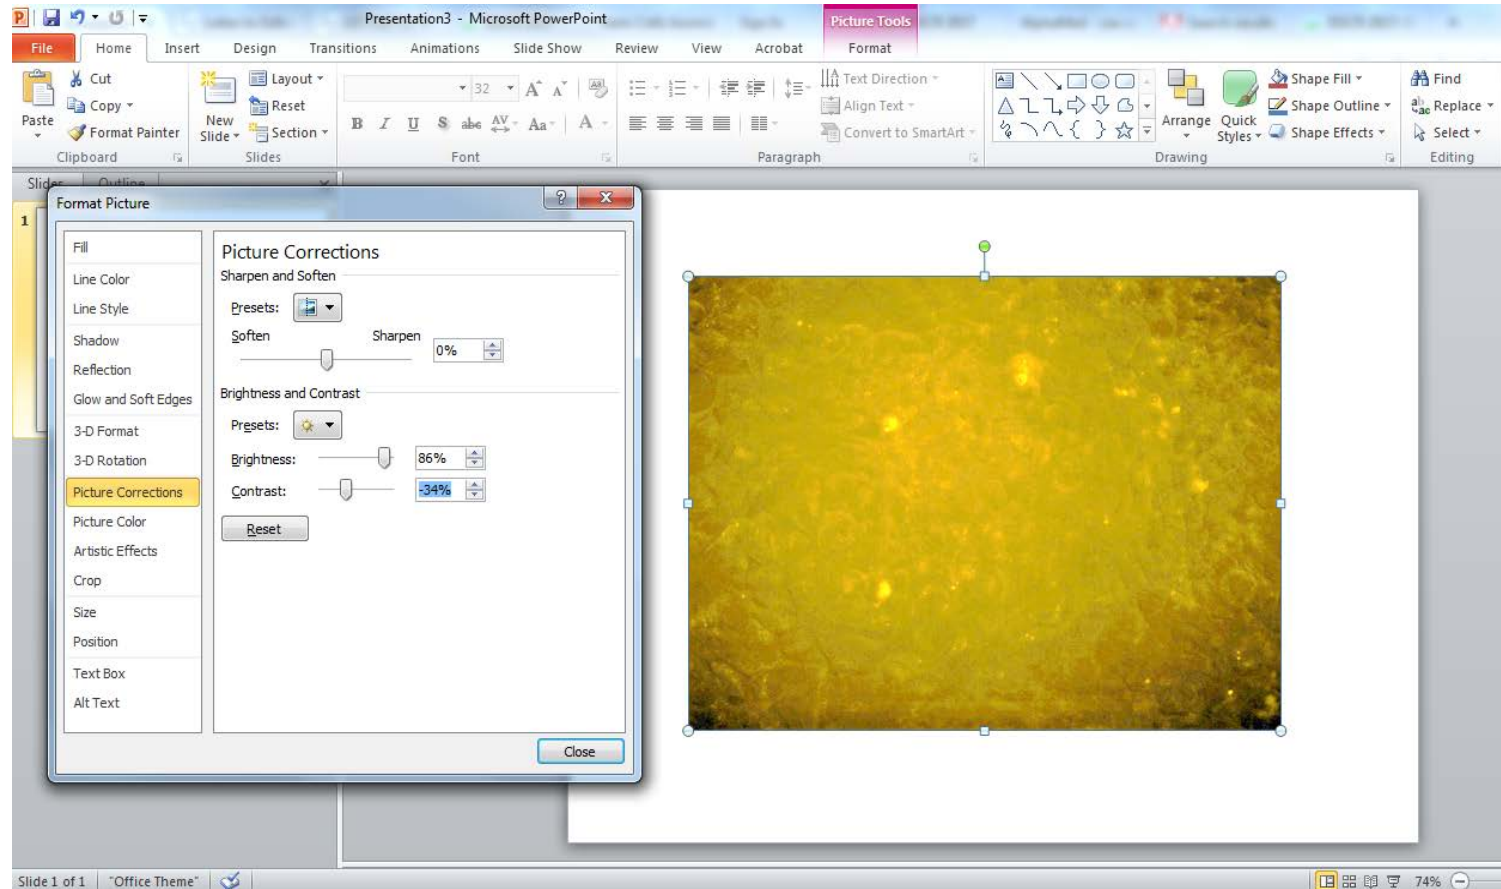 Presentation3 - Microsoft PowerPoint
Picture Tools
File Home Insert Design Transitions Animations Slide Show Review View Acrobat Format
Paste
Cut
Copy
Format Painter
Clipboard
New Slide
Layout
Reset
Section
Slides
32
B I U S abc AV Aa A
Font
Text Direction
Align Text
Convert to SmartArt
Paragraph
Arrange
Quick Styles
Shape Fill
Shape Outline
Shape Effects
Drawing
Find
Replace
Select
Editing
Slides Outline
1
Format Picture
Fill
Line Color
Line Style
Shadow
Reflection
Glow and Soft Edges
3-D Format
3-D Rotation
Picture Corrections
Picture Color
Artistic Effects
Crop
Size
Position
Text Box
Alt Text
Picture Corrections
Sharpen and Soften
Presets:
Soften Sharpen
0%
Brightness and Contrast
Presets:
Brightness: 86%
Contrast: -34%
Reset
Close
Slide 1 of 1 "Office Theme" 74%